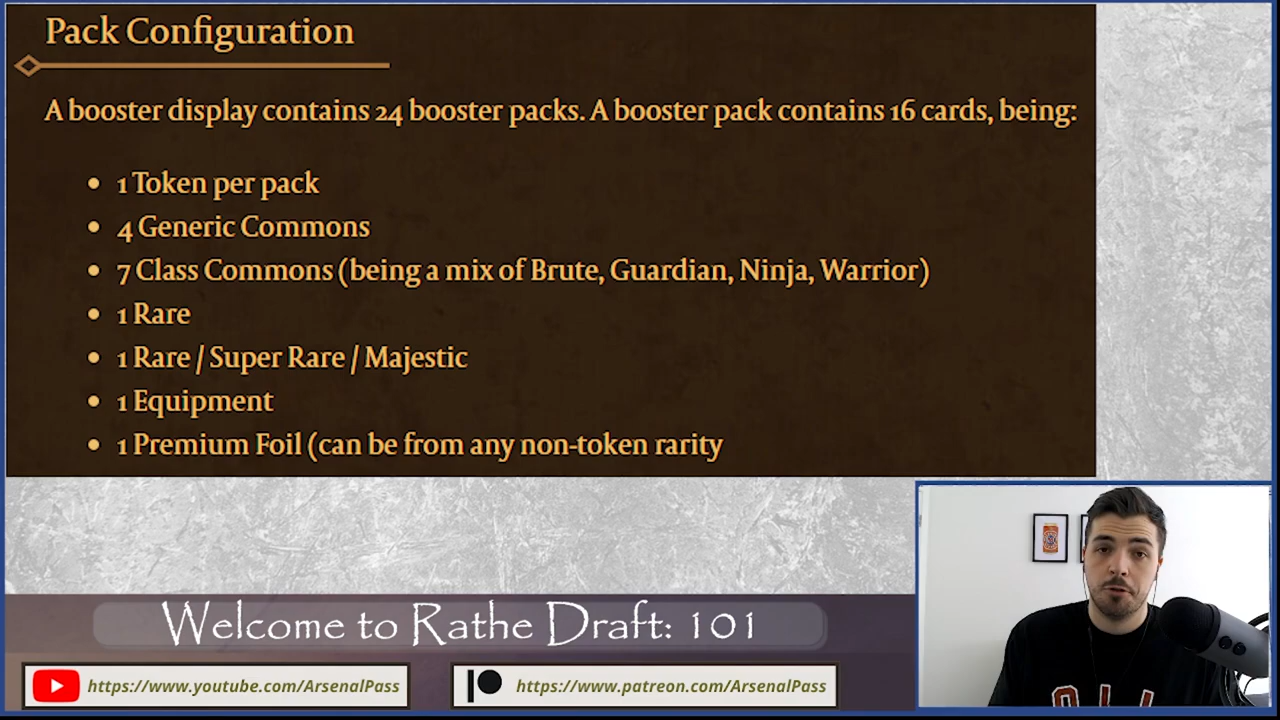 Pack Configuration
A booster display contains 24 booster packs. A booster pack contains 16 cards, being:
• 1 Token per pack
• 4 Generic Commons
• 7 Class Commons (being a mix of Brute, Guardian, Ninja, Warrior)
• 1 Rare
• 1 Rare / Super Rare / Majestic
• 1 Equipment
• 1 Premium Foil (can be from any non-token rarity
Welcome to Rathe Draft: 101
https://www.youtube.com/ArsenalPass
https://www.patreon.com/ArsenalPass